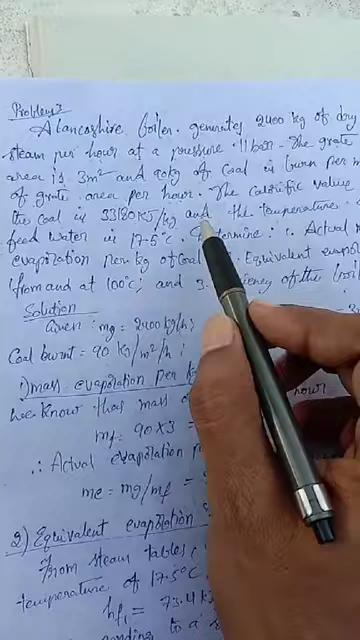 Problem:
A Lancashire boiler generates 2400 kg of dry
steam per hour at a pressure 11 bar. The grate
area is 3m² and 90kg of Coal is burn per m
of grate area per hour. The Calorific value
the coal is 33180 KJ/kg and the temperature
feed water is 17.5°C. Determine: 1. Actual
evaporation per kg of Coal Equivalent evapo
from and at 100°C; and 3. of the
Solution
Given: mg = 2400 kg/h;
Coal burnt = 90 kg/m²/h;
1) mass evaporation per
We know that mass of hour
mf = 90 x 3 =
∴ Actual evaporation
me = mg/mf =
2) Equivalent evaporation
From steam tables
temperature of 17.5°C
hf1 = 73.4 k
to a